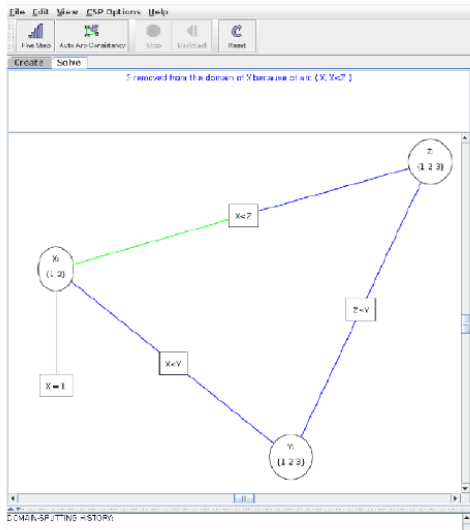 File Edit View CSP Options Help
Fine Step Auto Arc-Consistency Stop Backtrack Reset
Create Solve
3 removed from the domain of X because of arc ( X, X<Z )
Z:
{1 2 3}
X<Z
X:
{1 2}
Z<Y
X<Y
X = 1
Y:
{1 2 3}
DOMAIN-SPLITTING HISTORY: